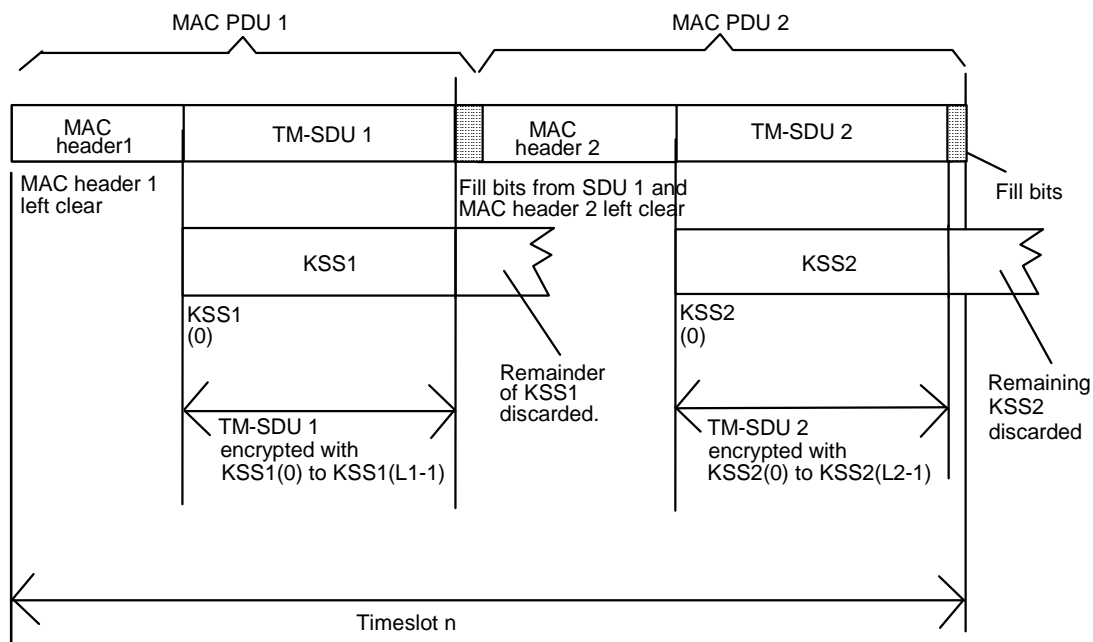 MAC PDU 1
MAC PDU 2
MAC
header1
TM-SDU 1
MAC
header 2
TM-SDU 2
MAC header 1
left clear
Fill bits from SDU 1 and
MAC header 2 left clear
Fill bits
KSS1
KSS2
KSS1
(0)
KSS2
(0)
Remainder
of KSS1
discarded.
Remaining
KSS2
discarded
TM-SDU 1
encrypted with
KSS1(0) to KSS1(L1-1)
TM-SDU 2
encrypted with
KSS2(0) to KSS2(L2-1)
Timeslot n